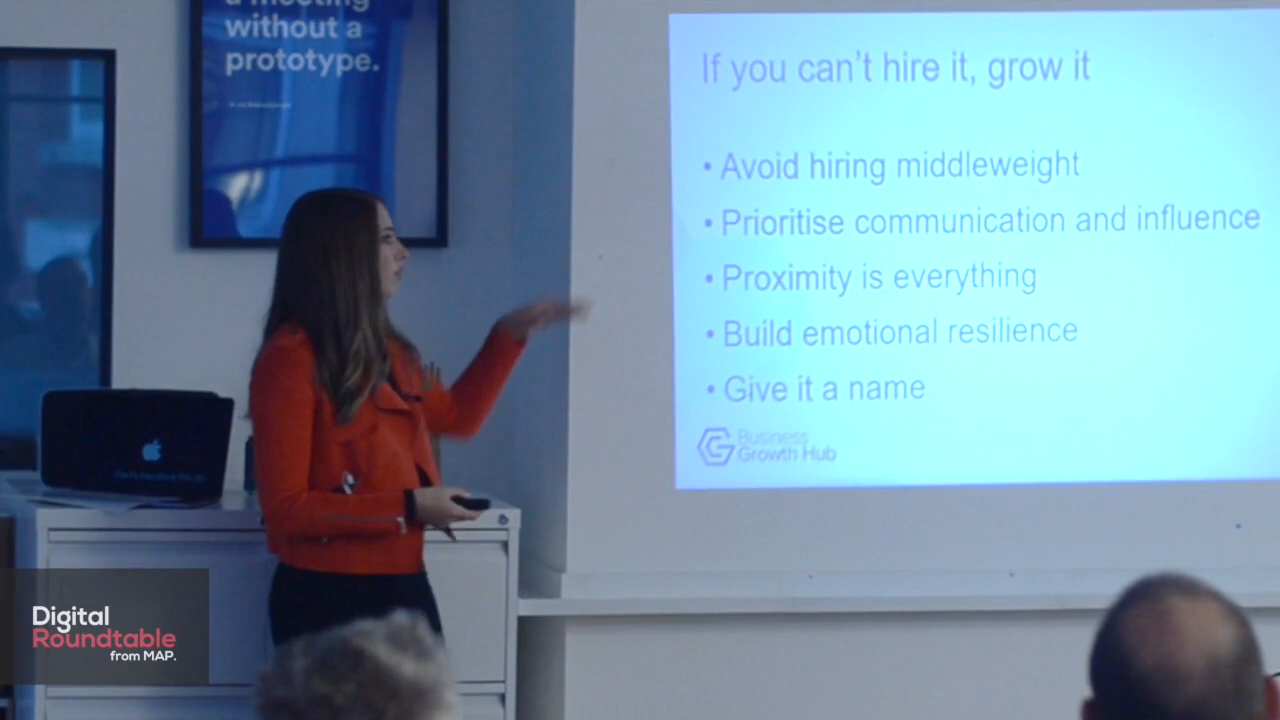 a meeting
without a
prototype.
If you can't hire it, grow it
• Avoid hiring middleweight
• Prioritise communication and influence
• Proximity is everything
• Build emotional resilience
• Give it a name
Business
Growth Hub
Digital
Roundtable
from MAP.